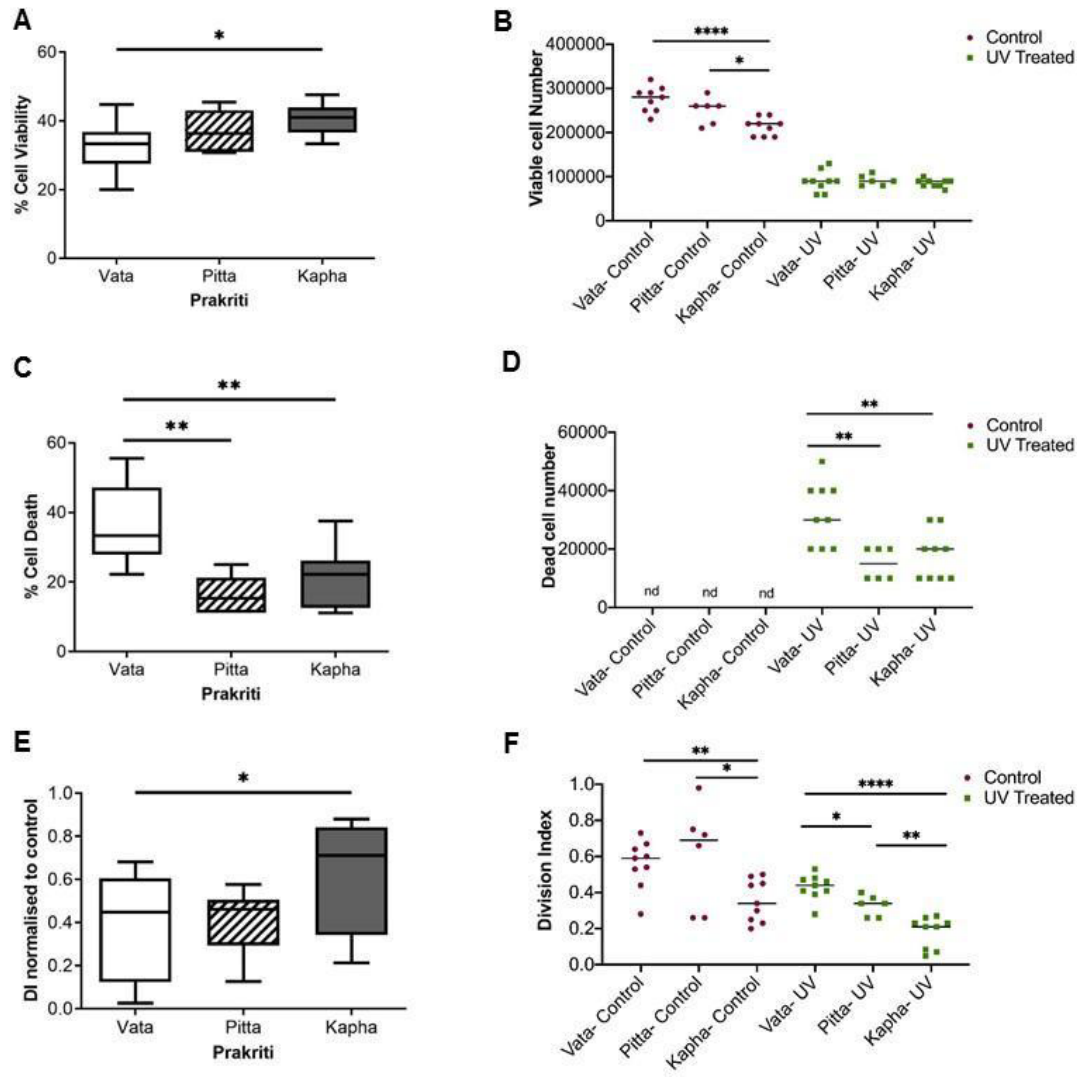 A
*
60
40
20
0
% Cell Viability
Vata
Pitta
Kapha
Prakriti
B
****
*
400000
300000
200000
100000
0
Viable cell Number
Control
UV Treated
Vata- Control
Pitta- Control
Kapha- Control
Vata- UV
Pitta- UV
Kapha- UV
C
**
**
60
40
20
0
% Cell Death
Vata
Pitta
Kapha
Prakriti
D
**
**
60000
40000
20000
0
Dead cell number
nd
nd
nd
Control
UV Treated
Vata- Control
Pitta- Control
Kapha- Control
Vata- UV
Pitta- UV
Kapha- UV
E
*
1.0
0.8
0.6
0.4
0.2
0.0
DI normalised to control
Vata
Pitta
Kapha
Prakriti
F
**
*
****
*
**
1.0
0.8
0.6
0.4
0.2
0.0
Division Index
Control
UV Treated
Vata- Control
Pitta- Control
Kapha- Control
Vata- UV
Pitta- UV
Kapha- UV